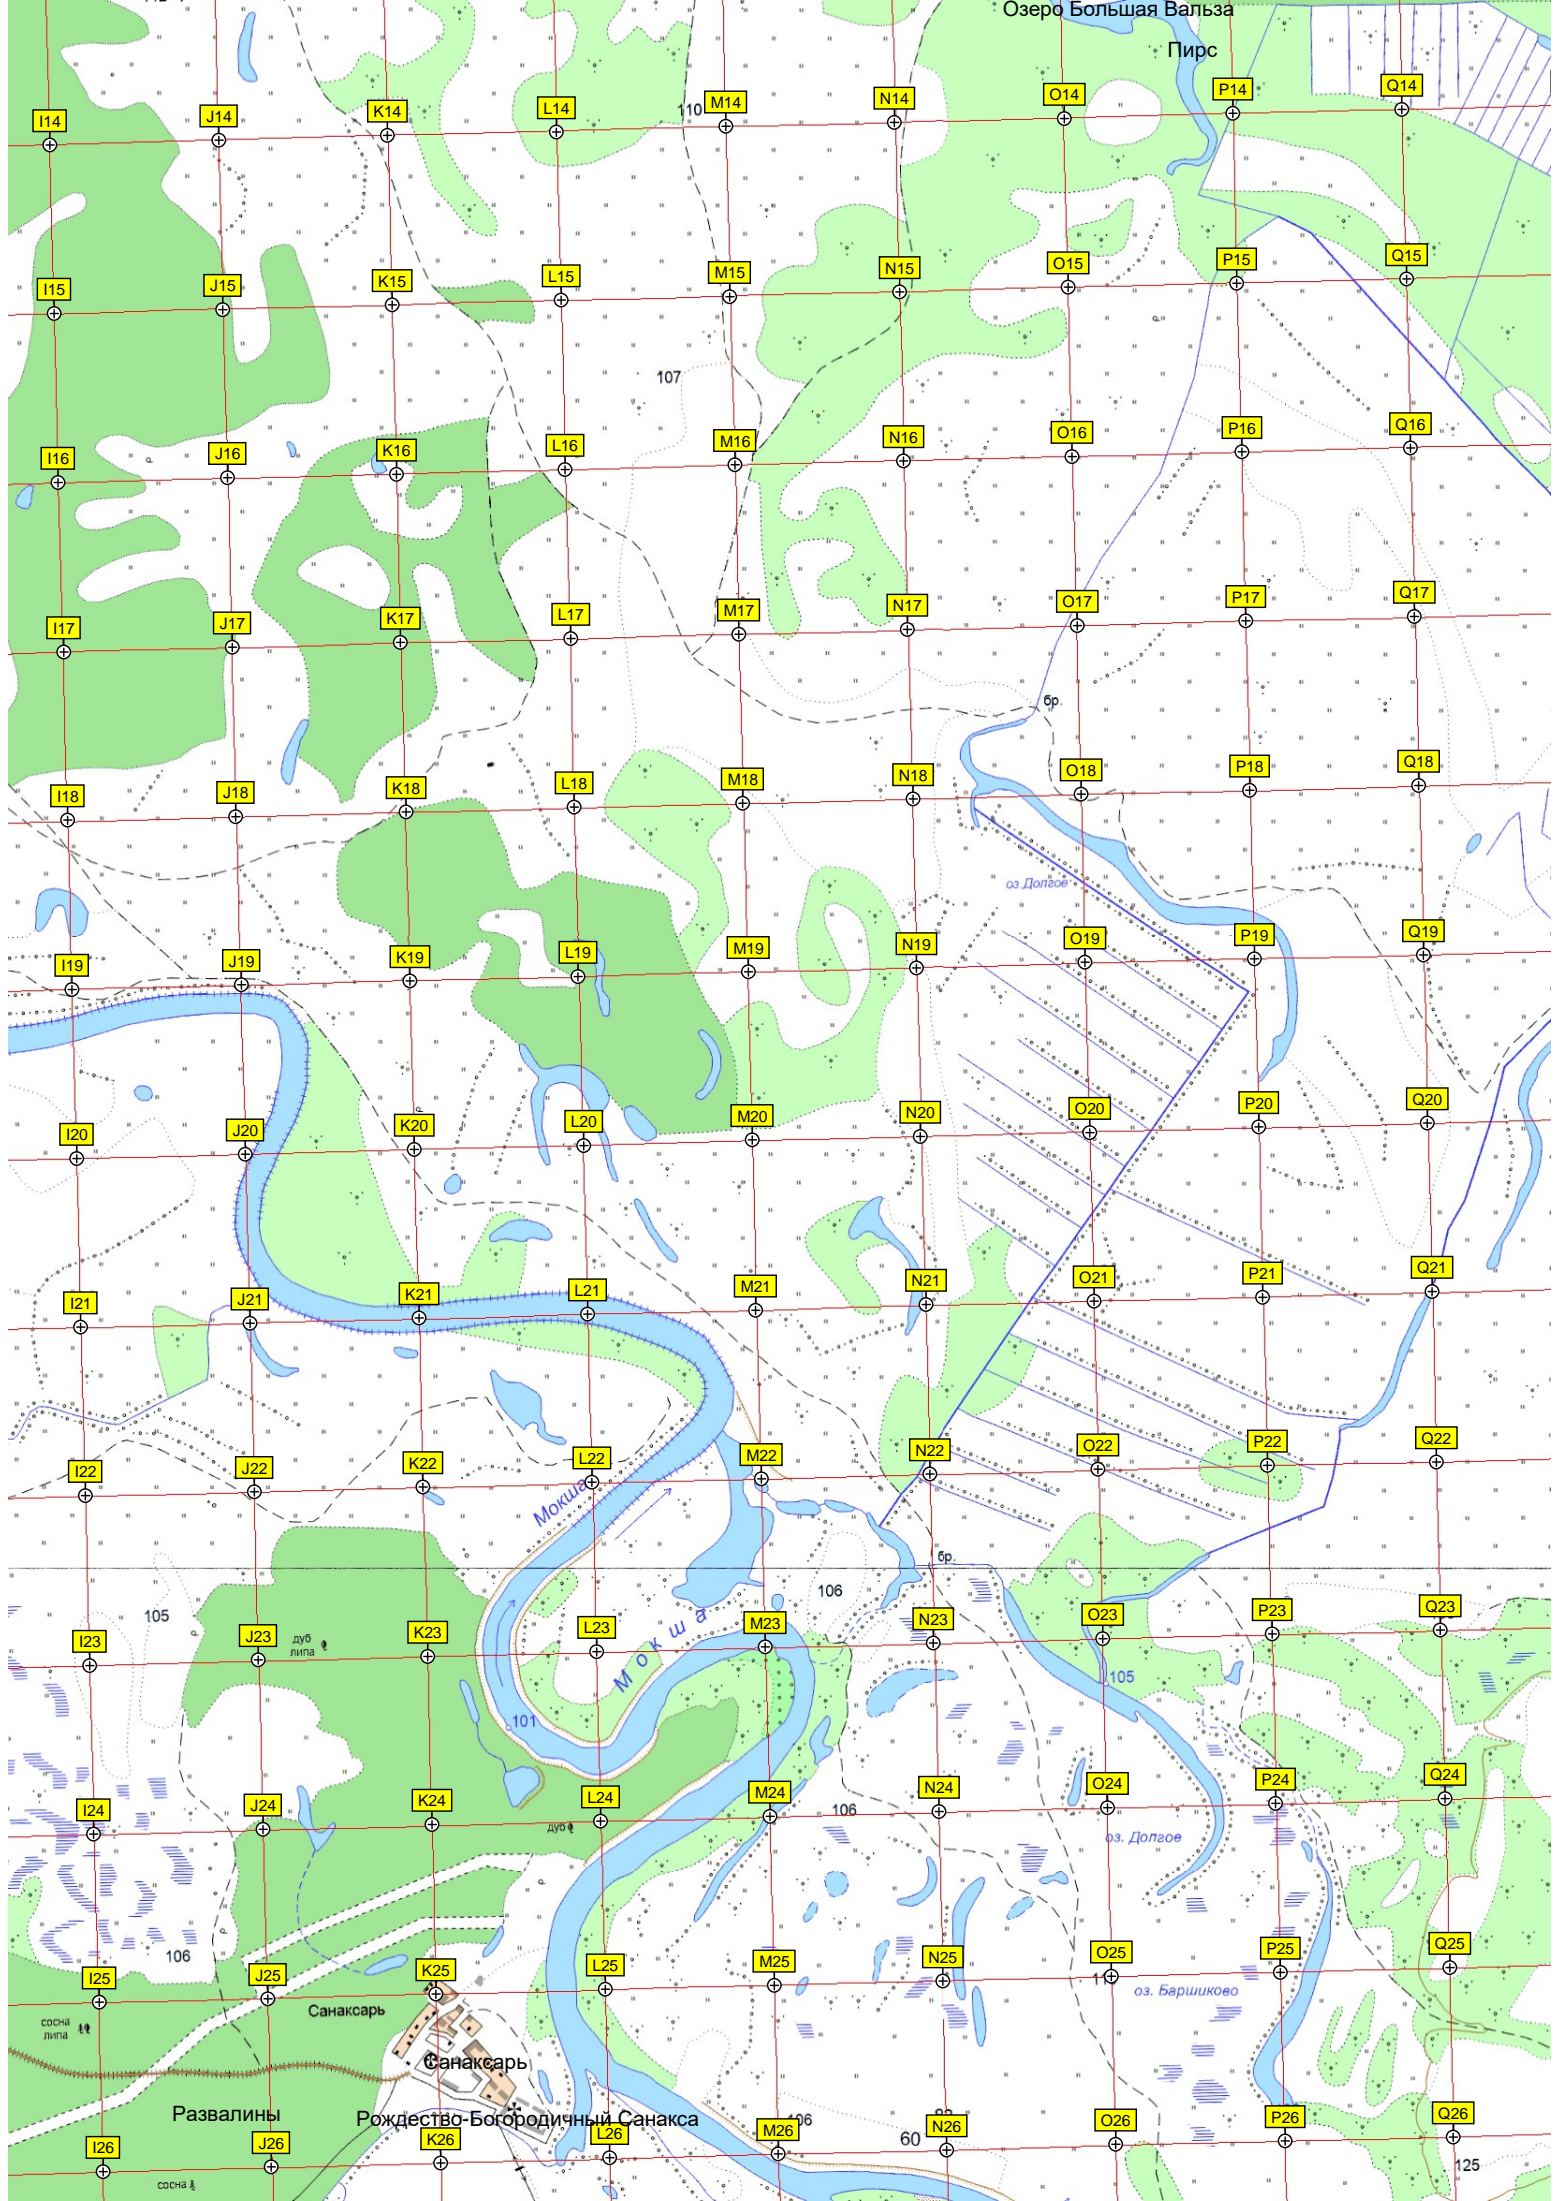 Озеро Большая Вальза
Пирс
I14 J14 K14 L14 110 M14 N14 O14 P14 Q14
I15 J15 K15 L15 M15 N15 O15 P15 Q15
107
I16 J16 K16 L16 M16 N16 O16 P16 Q16
I17 J17 K17 L17 M17 N17 O17 P17 Q17
бр.
I18 J18 K18 L18 M18 N18 O18 P18 Q18
оз.Долгое
I19 J19 K19 L19 M19 N19 O19 P19 Q19
I20 J20 K20 L20 M20 N20 O20 P20 Q20
I21 J21 K21 L21 M21 N21 O21 P21 Q21
I22 J22 K22 L22 M22 N22 O22 P22 Q22
Мокша
бр.
105
106
I23 J23 K23 L23 M23 N23 O23 P23 Q23
дуб
липа
Мокша
105
101
I24 J24 K24 L24 M24 N24 O24 P24 Q24
дуб
106
оз. Долгое
106
I25 J25 K25 L25 M25 N25 O25 P25 Q25
оз. Баршиково
Санаксарь
сосна
липа
Санаксарь
Развалины
Рождество-Богородичный Санакса
60
I26 J26 K26 L26 M26 N26 O26 P26 Q26
125
сосна